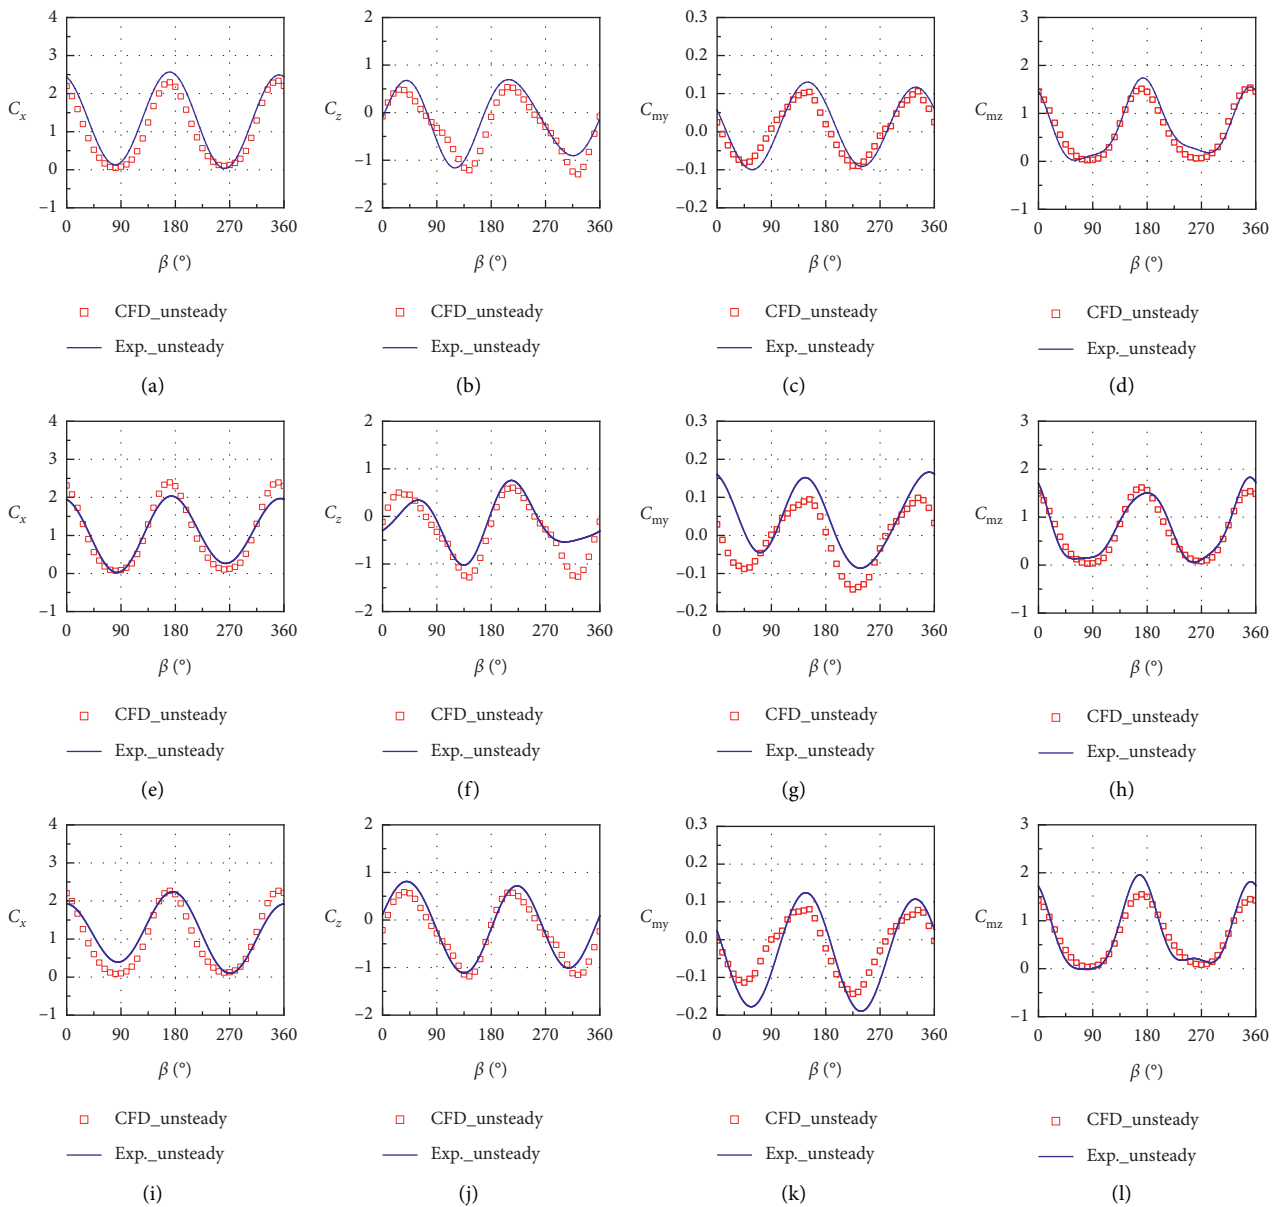 4
3
2
1
0
−1
C_x
0 90 180 270 360
β (°)
CFD_unsteady
Exp._unsteady
(a)
2
1
0
−1
−2
C_z
0 90 180 270 360
β (°)
CFD_unsteady
Exp._unsteady
(b)
0.3
0.2
0.1
0.0
−0.1
−0.2
C_my
0 90 180 270 360
β (°)
CFD_unsteady
Exp._unsteady
(c)
3
2
1
0
−1
C_mz
0 90 180 270 360
β (°)
CFD_unsteady
Exp._unsteady
(d)
4
3
2
1
0
−1
C_x
0 90 180 270 360
β (°)
CFD_unsteady
Exp._unsteady
(e)
2
1
0
−1
−2
C_z
0 90 180 270 360
β (°)
CFD_unsteady
Exp._unsteady
(f)
0.3
0.2
0.1
0.0
−0.1
−0.2
C_my
0 90 180 270 360
β (°)
CFD_unsteady
Exp._unsteady
(g)
3
2
1
0
−1
C_mz
0 90 180 270 360
β (°)
CFD_unsteady
Exp._unsteady
(h)
4
3
2
1
0
−1
C_x
0 90 180 270 360
β (°)
CFD_unsteady
Exp._unsteady
(i)
2
1
0
−1
−2
C_z
0 90 180 270 360
β (°)
CFD_unsteady
Exp._unsteady
(j)
0.3
0.2
0.1
0.0
−0.1
−0.2
C_my
0 90 180 270 360
β (°)
CFD_unsteady
Exp._unsteady
(k)
3
2
1
0
−1
C_mz
0 90 180 270 360
β (°)
CFD_unsteady
Exp._unsteady
(l)